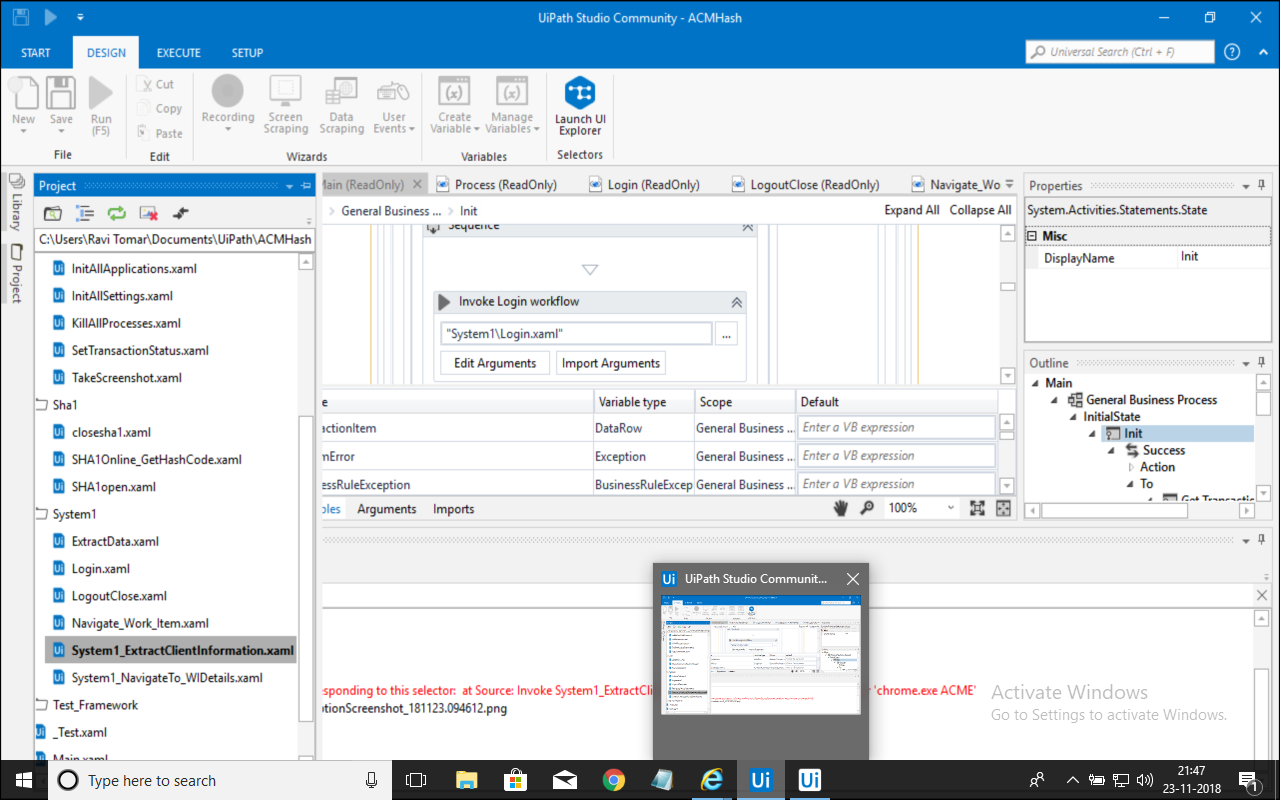 UiPath Studio Community - ACMHash
START DESIGN EXECUTE SETUP
Universal Search (Ctrl + F)
New Save Run (F5)
File
Cut
Copy
Paste
Edit
Recording Screen Scraping Data Scraping User Events
Wizards
Create Variable Manage Variables
Variables
Launch UI Explorer
Selectors
Library
Project
Project
C:\Users\Ravi Tomar\Documents\UiPath\ACMHash
InitAllApplications.xaml
InitAllSettings.xaml
KillAllProcesses.xaml
SetTransactionStatus.xaml
TakeScreenshot.xaml
Sha1
closesha1.xaml
SHA1Online_GetHashCode.xaml
SHA1open.xaml
System1
ExtractData.xaml
Login.xaml
LogoutClose.xaml
Navigate_Work_Item.xaml
System1_ExtractClientInformation.xaml
System1_NavigateTo_WIDetails.xaml
Test_Framework
_Test.xaml
Main.xaml
Main (ReadOnly) Process (ReadOnly) Login (ReadOnly) LogoutClose (ReadOnly) Navigate_Wo
General Business ... > Init
Expand All Collapse All
Sequence
Invoke Login workflow
"System1\Login.xaml"
...
Edit Arguments Import Arguments
e Variable type Scope Default
actionItem DataRow General Business ... Enter a VB expression
mError Exception General Business ... Enter a VB expression
essRuleException BusinessRuleExcep General Business ... Enter a VB expression
bles Arguments Imports
100%
Properties
System.Activities.Statements.State
Misc
DisplayName Init
Outline
Main
General Business Process
InitialState
Init
Success
Action
To
Get Transactio
UiPath Studio Communit...
sponding to this selector: at Source: Invoke System1_ExtractCli
'chrome.exe ACME'
tionScreenshot_181123.094612.png
Activate Windows
Go to Settings to activate Windows.
Type here to search
21:47
23-11-2018
1